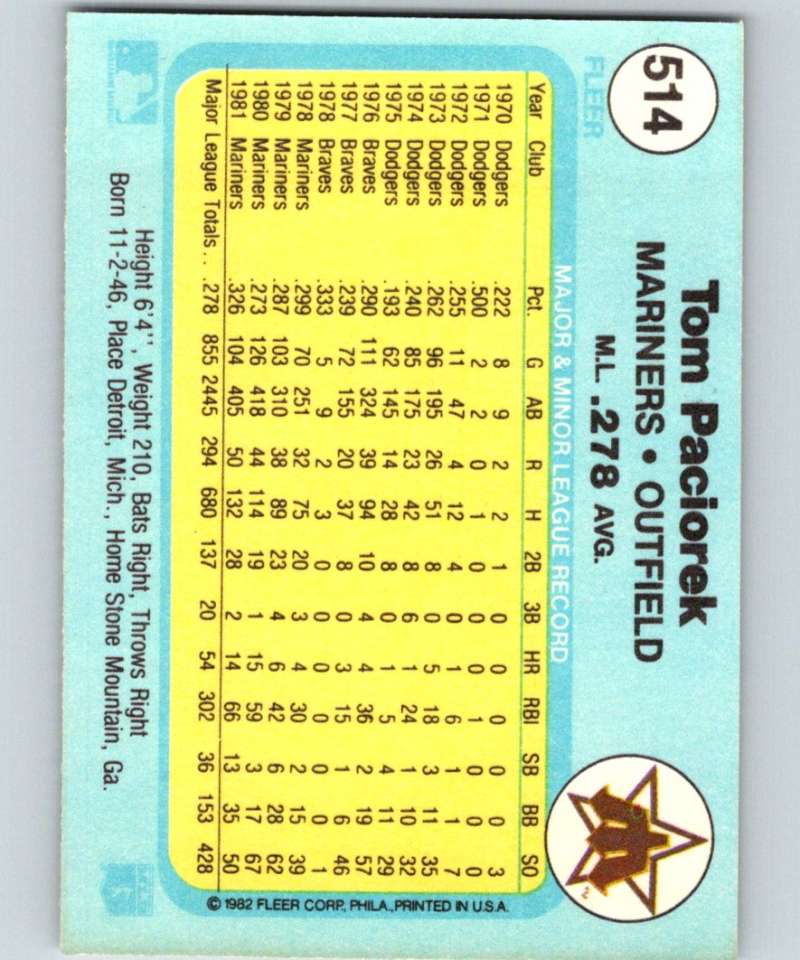 514
FLEER
Tom Paciorek
MARINERS • OUTFIELD
M.L. .278 AVG.
MAJOR & MINOR LEAGUE RECORD
Year Club Pct. G AB R H 2B 3B HR RBI SB BB SO
1970 Dodgers .222 8 9 2 2 1 0 0 0 0 0 3
1971 Dodgers .500 2 2 0 1 0 0 0 1 0 0 0
1972 Dodgers .255 11 47 4 12 4 0 1 6 1 1 7
1973 Dodgers .262 96 195 26 51 8 0 5 18 3 11 35
1974 Dodgers .240 85 175 23 42 8 6 1 24 1 10 32
1975 Dodgers .193 62 145 14 28 8 0 1 5 4 11 29
1976 Braves .290 111 324 39 94 10 4 4 36 2 19 57
1977 Braves .239 72 155 20 37 8 0 3 15 1 6 46
1978 Braves .333 5 9 2 3 0 0 0 0 0 0 1
1978 Mariners .299 70 251 32 75 20 3 4 30 2 15 39
1979 Mariners .287 103 310 38 89 23 4 6 42 6 28 62
1980 Mariners .273 126 418 44 114 19 1 15 59 3 17 67
1981 Mariners .326 104 405 50 132 28 2 14 66 13 35 50
Major League Totals . . .278 855 2445 294 680 137 20 54 302 36 153 428
© 1982 FLEER CORP., PHILA., PRINTED IN U.S.A.
Height 6'4'', Weight 210, Bats Right, Throws Right
Born 11-2-46, Place Detroit, Mich., Home Stone Mountain, Ga.